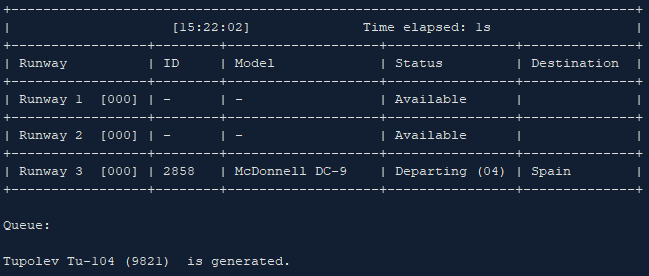 [15:22:02] Time elapsed: 1s
Runway | ID | Model | Status | Destination
Runway 1 [000] | - | - | Available |
Runway 2 [000] | - | - | Available |
Runway 3 [000] | 2858 | McDonnell DC-9 | Departing (04) | Spain
Queue:
Tupolev Tu-104 (9821) is generated.